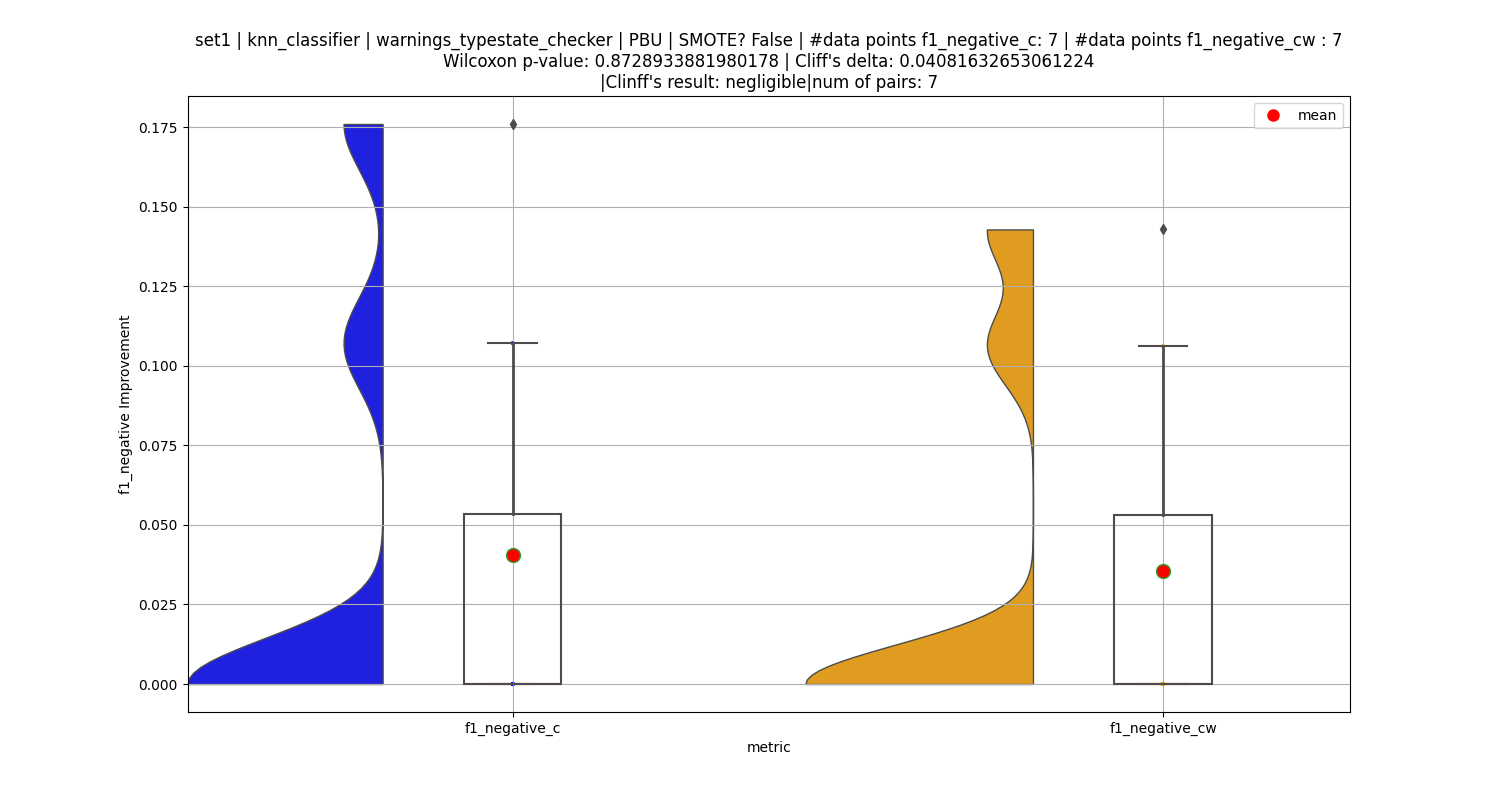 set1 | knn_classifier | warnings_typestate_checker | PBU | SMOTE? False | #data points f1_negative_c: 7 | #data points f1_negative_cw : 7
Wilcoxon p-value: 0.8728933881980178 | Cliff's delta: 0.04081632653061224
|Clinff's result: negligible|num of pairs: 7
mean
0.175
0.150
0.125
0.100
0.075
0.050
0.025
0.000
f1_negative Improvement
f1_negative_c
f1_negative_cw
metric